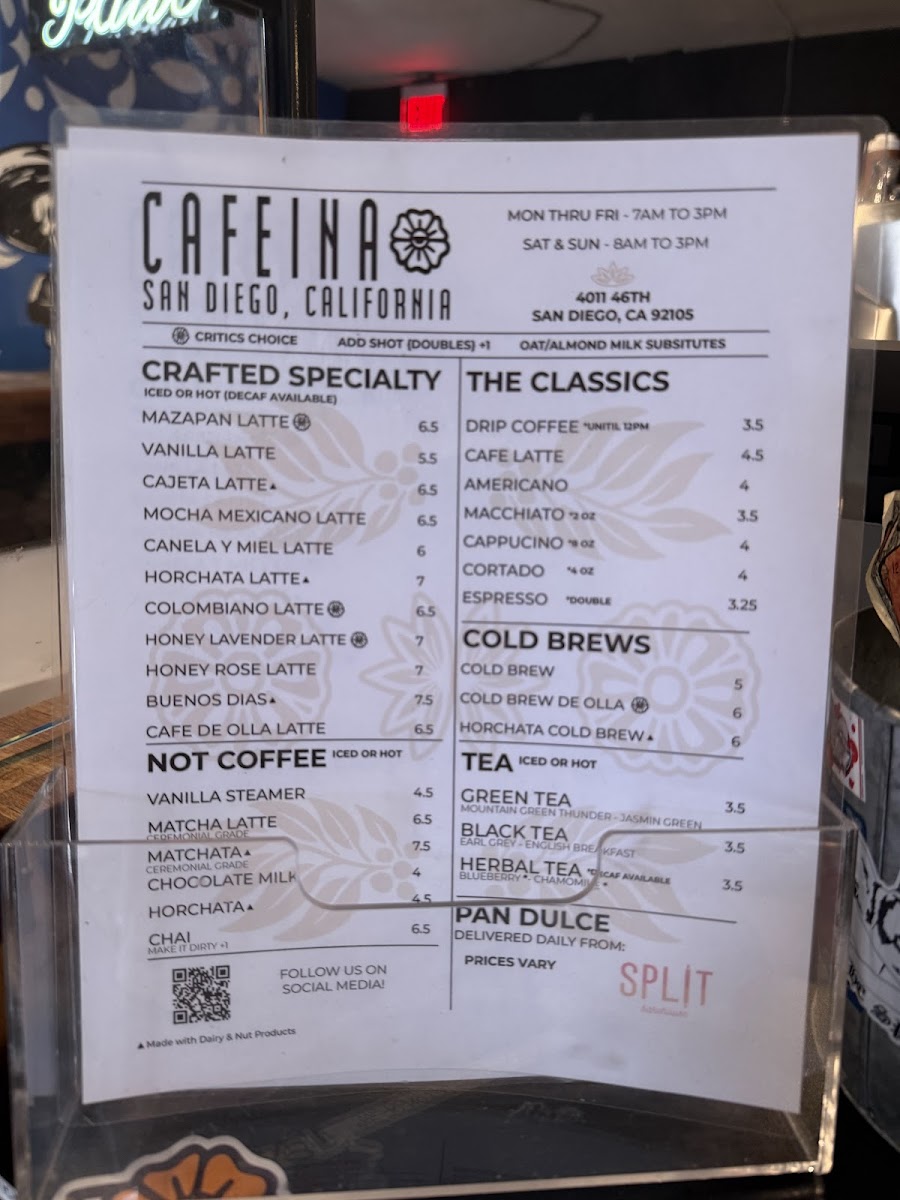 CAFEINA
SAN DIEGO, CALIFORNIA
MON THRU FRI - 7AM TO 3PM
SAT & SUN - 8AM TO 3PM
4011 46TH
SAN DIEGO, CA 92105
CRITICS CHOICE ADD SHOT (DOUBLES) +1 OAT/ALMOND MILK SUBSITUTES
CRAFTED SPECIALTY
ICED OR HOT (DECAF AVAILABLE)
MAZAPAN LATTE 6.5
VANILLA LATTE 5.5
CAJETA LATTE▲ 6.5
MOCHA MEXICANO LATTE 6.5
CANELA Y MIEL LATTE 6
HORCHATA LATTE▲ 7
COLOMBIANO LATTE 6.5
HONEY LAVENDER LATTE 7
HONEY ROSE LATTE 7
BUENOS DIAS▲ 7.5
CAFE DE OLLA LATTE 6.5
NOT COFFEE ICED OR HOT
VANILLA STEAMER 4.5
MATCHA LATTE 6.5
CEREMONIAL GRADE
MATCHATA▲ 7.5
CEREMONIAL GRADE
CHOCOLATE MILK 4
HORCHATA▲ 4.5
CHAI 6.5
MAKE IT DIRTY +1
FOLLOW US ON
SOCIAL MEDIA!
▲Made with Dairy & Nut Products
THE CLASSICS
DRIP COFFEE *UNITIL 12PM 3.5
CAFE LATTE 4.5
AMERICANO 4
MACCHIATO *2 OZ 3.5
CAPPUCINO *8 OZ 4
CORTADO *4 OZ 4
ESPRESSO *DOUBLE 3.25
COLD BREWS
COLD BREW 5
COLD BREW DE OLLA 6
HORCHATA COLD BREW▲ 6
TEA ICED OR HOT
GREEN TEA 3.5
MOUNTAIN GREEN THUNDER - JASMIN GREEN
BLACK TEA 3.5
EARL GREY - ENGLISH BREAKFAST
HERBAL TEA *DECAF AVAILABLE 3.5
BLUEBERRY * - CHAMOMILE *
PAN DULCE
DELIVERED DAILY FROM:
PRICES VARY
SPLIT